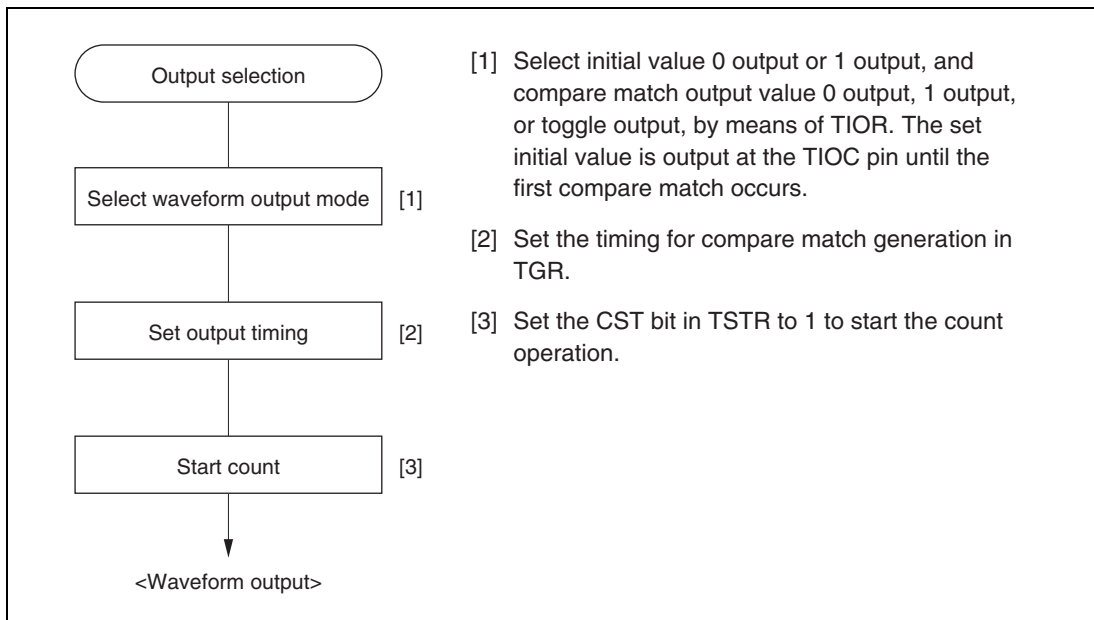 Output selection
Select waveform output mode [1]
Set output timing [2]
Start count [3]
<Waveform output>
[1] Select initial value 0 output or 1 output, and
compare match output value 0 output, 1 output,
or toggle output, by means of TIOR. The set
initial value is output at the TIOC pin until the
first compare match occurs.
[2] Set the timing for compare match generation in
TGR.
[3] Set the CST bit in TSTR to 1 to start the count
operation.